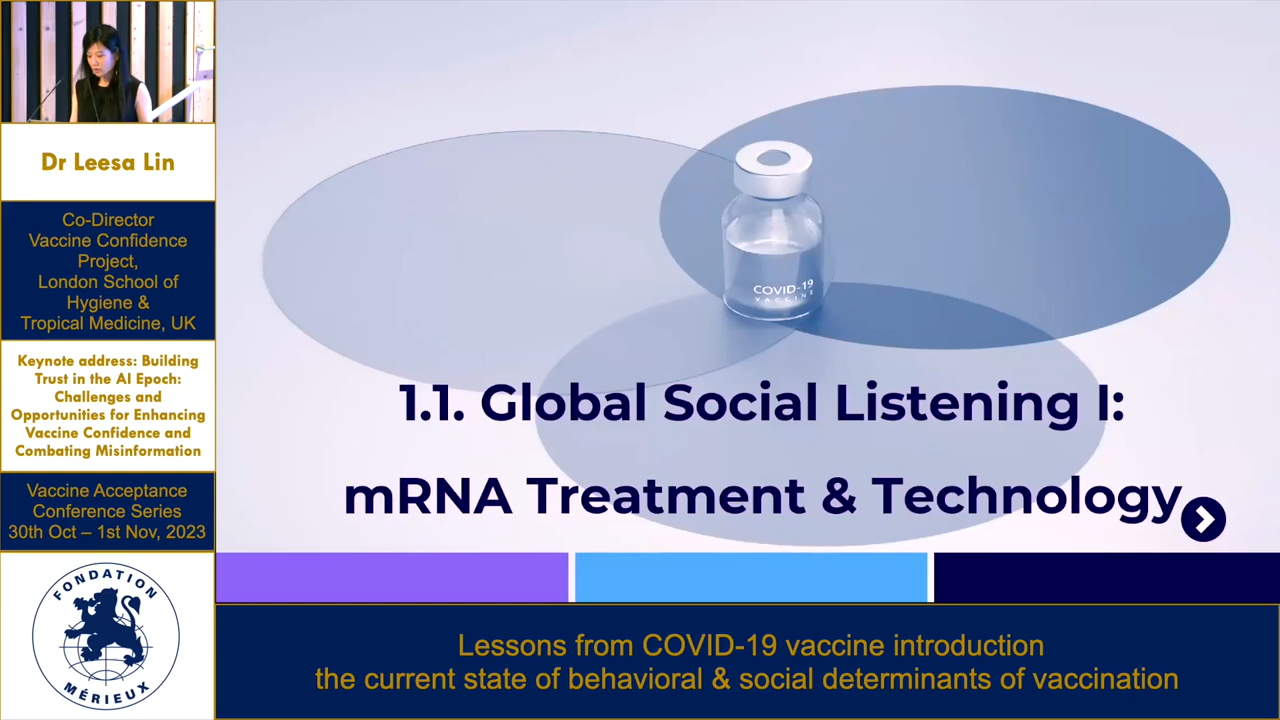 Dr Leesa Lin
Co-Director
Vaccine Confidence
Project,
London School of
Hygiene &
Tropical Medicine, UK
Keynote address: Building
Trust in the AI Epoch:
Challenges and
Opportunities for Enhancing
Vaccine Confidence and
Combating Misinformation
Vaccine Acceptance
Conference Series
30th Oct – 1st Nov, 2023
FONDATION
MÉRIEUX
COVID-19
VACCINE
1.1. Global Social Listening I:
mRNA Treatment & Technology
Lessons from COVID-19 vaccine introduction
the current state of behavioral & social determinants of vaccination